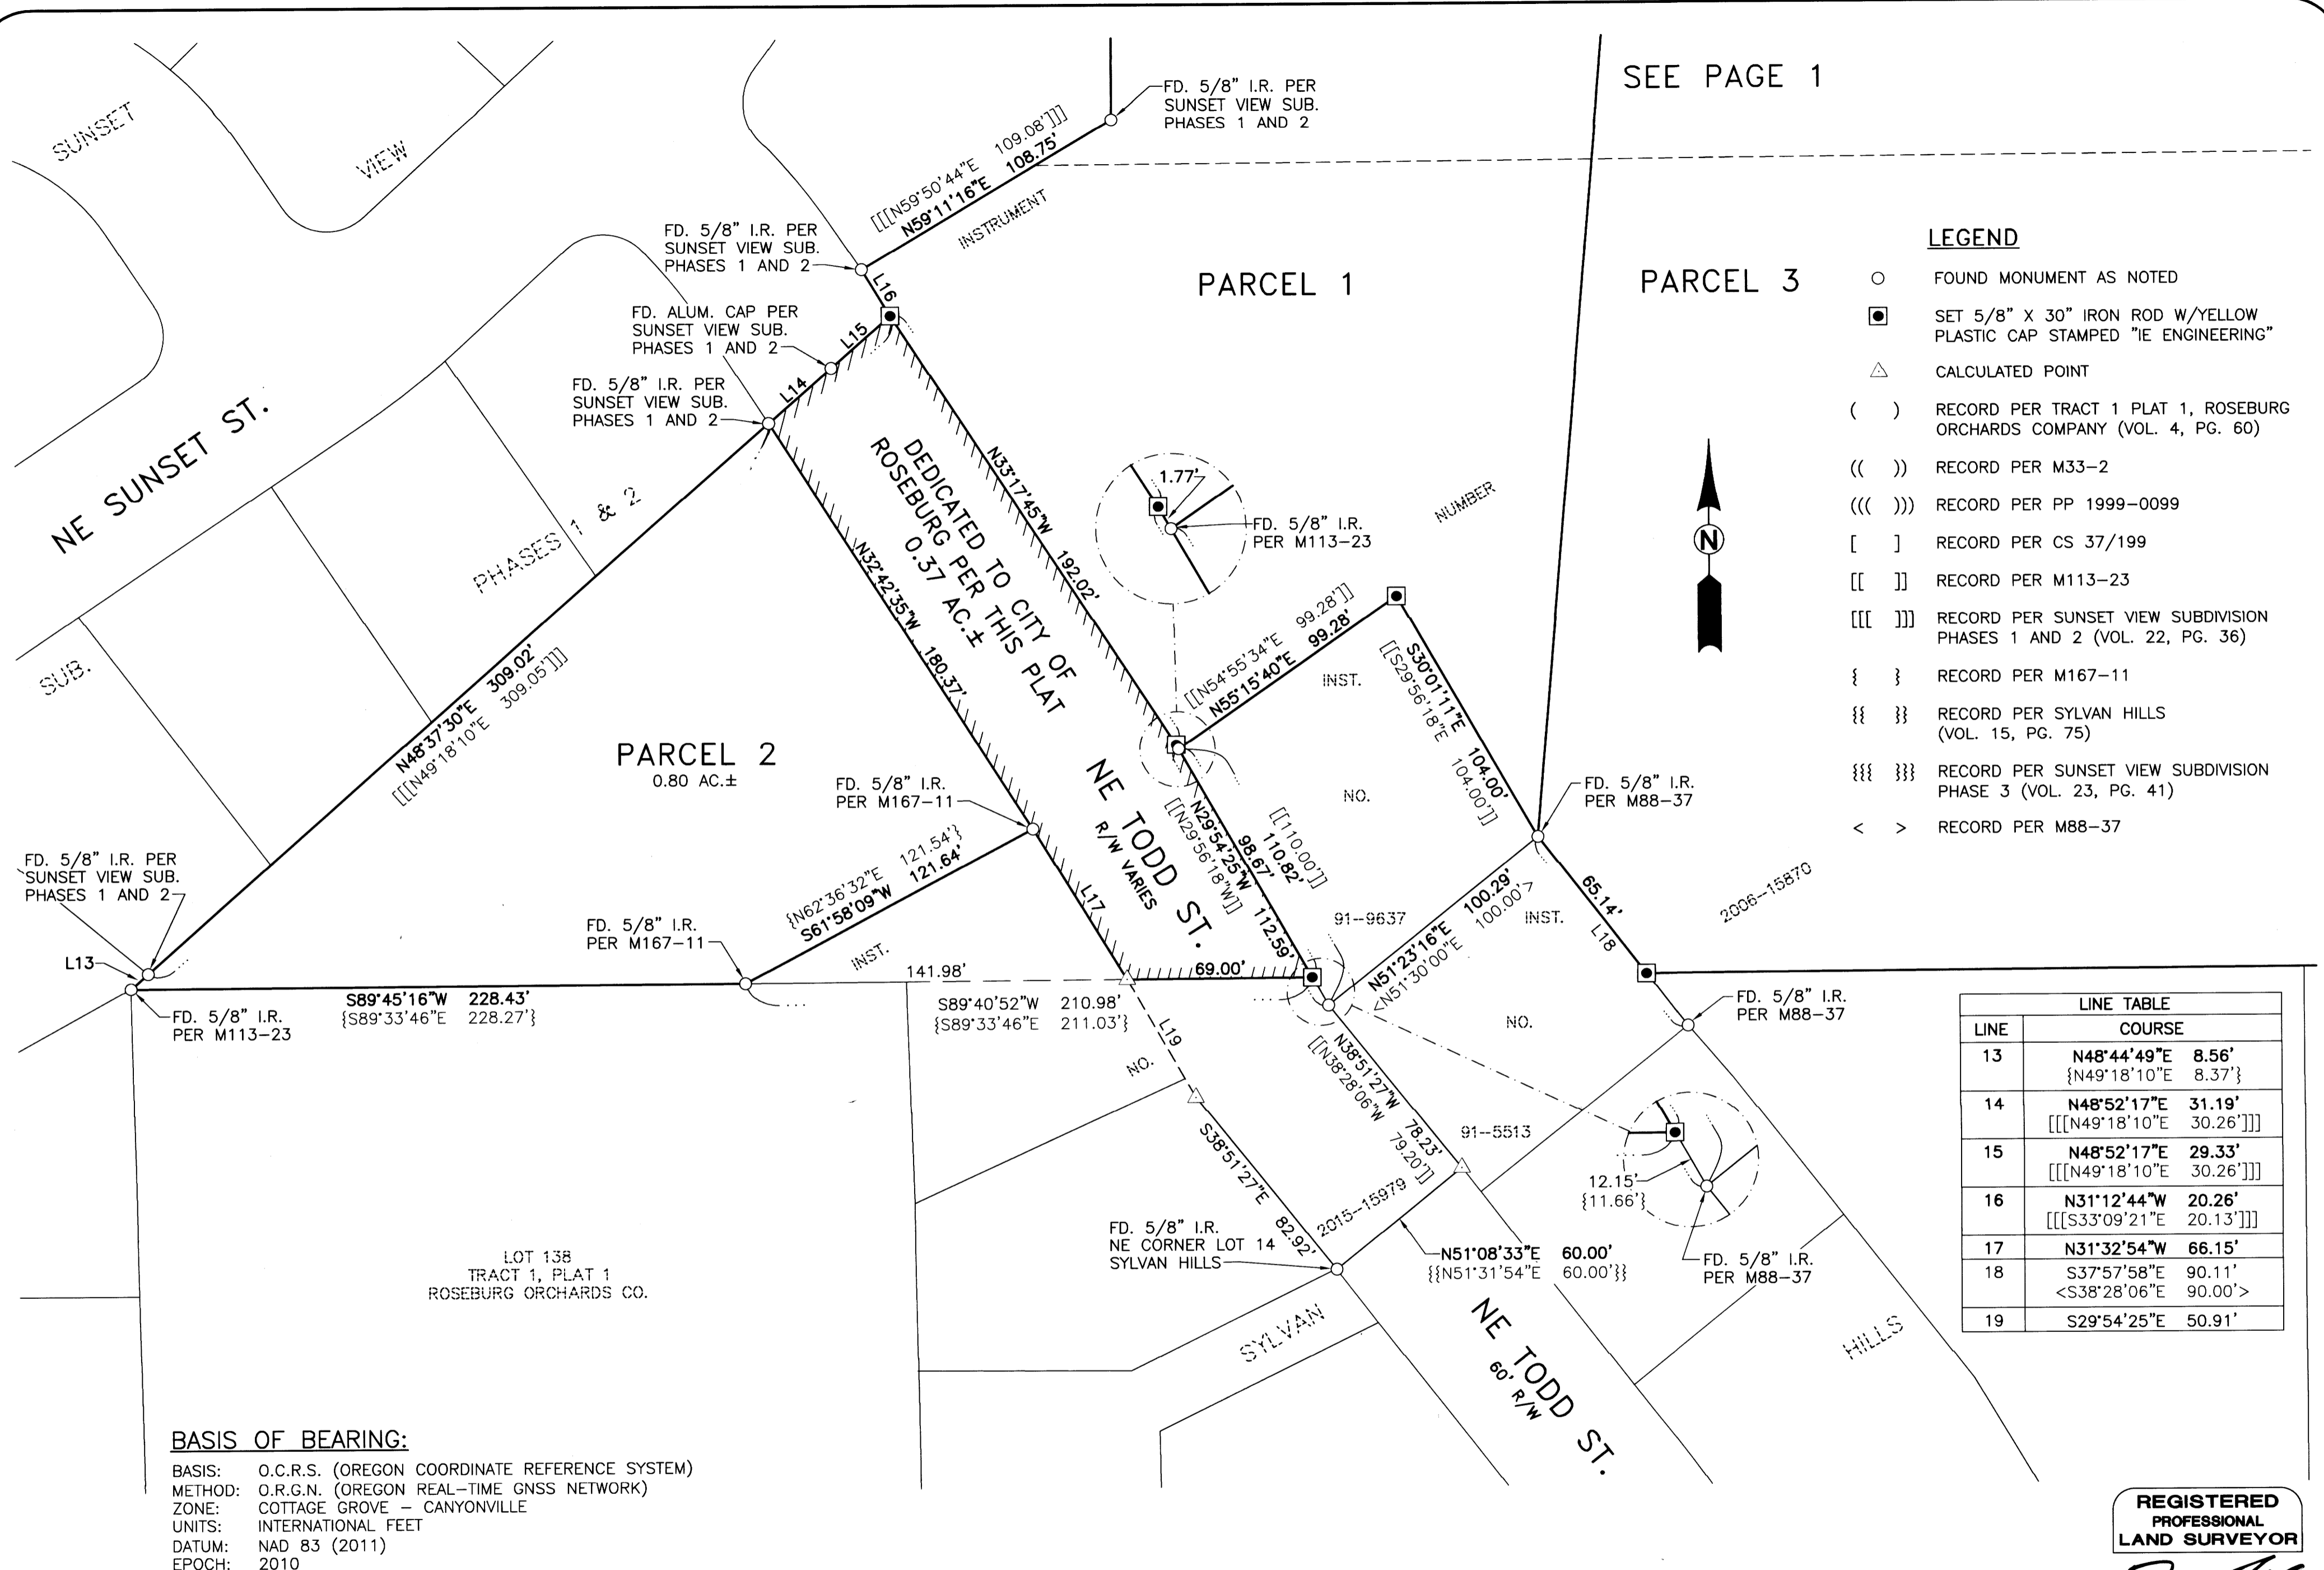 SEE PAGE 1
SUNSET
VIEW
FD. 5/8" I.R. PER
SUNSET VIEW SUB.
PHASES 1 AND 2
[[[N59°50'44"E 109.08']]]
N59°11'16"E 108.75'
INSTRUMENT
FD. 5/8" I.R. PER
SUNSET VIEW SUB.
PHASES 1 AND 2
L16
PARCEL 1
PARCEL 3
FD. ALUM. CAP PER
SUNSET VIEW SUB.
PHASES 1 AND 2
L15
FD. 5/8" I.R. PER
SUNSET VIEW SUB.
PHASES 1 AND 2
L14
NE SUNSET ST.
PHASES 1 & 2
SUB.
LEGEND
FOUND MONUMENT AS NOTED
SET 5/8" X 30" IRON ROD W/YELLOW
PLASTIC CAP STAMPED "IE ENGINEERING"
CALCULATED POINT
( ) RECORD PER TRACT 1 PLAT 1, ROSEBURG
ORCHARDS COMPANY (VOL. 4, PG. 60)
(( )) RECORD PER M33-2
((( ))) RECORD PER PP 1999-0099
[ ] RECORD PER CS 37/199
[[ ]] RECORD PER M113-23
[[[ ]]] RECORD PER SUNSET VIEW SUBDIVISION
PHASES 1 AND 2 (VOL. 22, PG. 36)
{ } RECORD PER M167-11
{{ }} RECORD PER SYLVAN HILLS
(VOL. 15, PG. 75)
{{{ }}} RECORD PER SUNSET VIEW SUBDIVISION
PHASE 3 (VOL. 23, PG. 41)
< > RECORD PER M88-37
N
DEDICATED TO CITY OF
ROSEBURG PER THIS PLAT
0.37 AC.±
N33°17'45"W 192.02'
N32°42'35"W 180.37'
1.77'
FD. 5/8" I.R.
PER M113-23
NUMBER
[[N54°55'34"E 99.28']]
N55°15'40"E 99.28'
INST.
S30°01'11"E 104.00'
[[S29°56'18"E 104.00']]
NO.
N48°37'30"E 309.02'
[[[N49°18'10"E 309.05']]]
PARCEL 2
0.80 AC.±
FD. 5/8" I.R.
PER M167-11
NE TODD ST.
R/W VARIES
[[110.00']]
110.82'
98.67'
N29°54'25"W 112.59'
[[N29°56'18"W]]
FD. 5/8" I.R.
PER M88-37
FD. 5/8" I.R. PER
SUNSET VIEW SUB.
PHASES 1 AND 2
{N62°36'32"E 121.54'}
S61°58'09"W 121.64'
L17
FD. 5/8" I.R.
PER M167-11
INST.
91-9637
N51°23'16"E 100.29'
<N51°30'00"E 100.00'>
INST.
65.14'
L18
2006-15870
L13
141.98'
69.00'
FD. 5/8" I.R.
PER M113-23
S89°45'16"W 228.43'
{S89°33'46"E 228.27'}
S89°40'52"W 210.98'
{S89°33'46"E 211.03'}
L19
NO.
NO.
FD. 5/8" I.R.
PER M88-37
N38°51'27"W 78.23'
[[N38°28'06"W 79.20']]
91-5513
S38°51'27"E 82.92'
2015-15979
12.15'
{11.66'}
FD. 5/8" I.R.
NE CORNER LOT 14
SYLVAN HILLS
N51°08'33"E 60.00'
{{N51°31'54"E 60.00'}}
FD. 5/8" I.R.
PER M88-37
LOT 138
TRACT 1, PLAT 1
ROSEBURG ORCHARDS CO.
SYLVAN
HILLS
NE TODD ST.
60' R/W
LINE TABLE
LINE COURSE
13 N48°44'49"E 8.56'
{N49°18'10"E 8.37'}
14 N48°52'17"E 31.19'
[[[N49°18'10"E 30.26']]]
15 N48°52'17"E 29.33'
[[[N49°18'10"E 30.26']]]
16 N31°12'44"W 20.26'
[[[S33°09'21"E 20.13']]]
17 N31°32'54"W 66.15'
18 S37°57'58"E 90.11'
<S38°28'06"E 90.00'>
19 S29°54'25"E 50.91'
BASIS OF BEARING:
BASIS: O.C.R.S. (OREGON COORDINATE REFERENCE SYSTEM)
METHOD: O.R.G.N. (OREGON REAL-TIME GNSS NETWORK)
ZONE: COTTAGE GROVE - CANYONVILLE
UNITS: INTERNATIONAL FEET
DATUM: NAD 83 (2011)
EPOCH: 2010
REGISTERED
PROFESSIONAL
LAND SURVEYOR